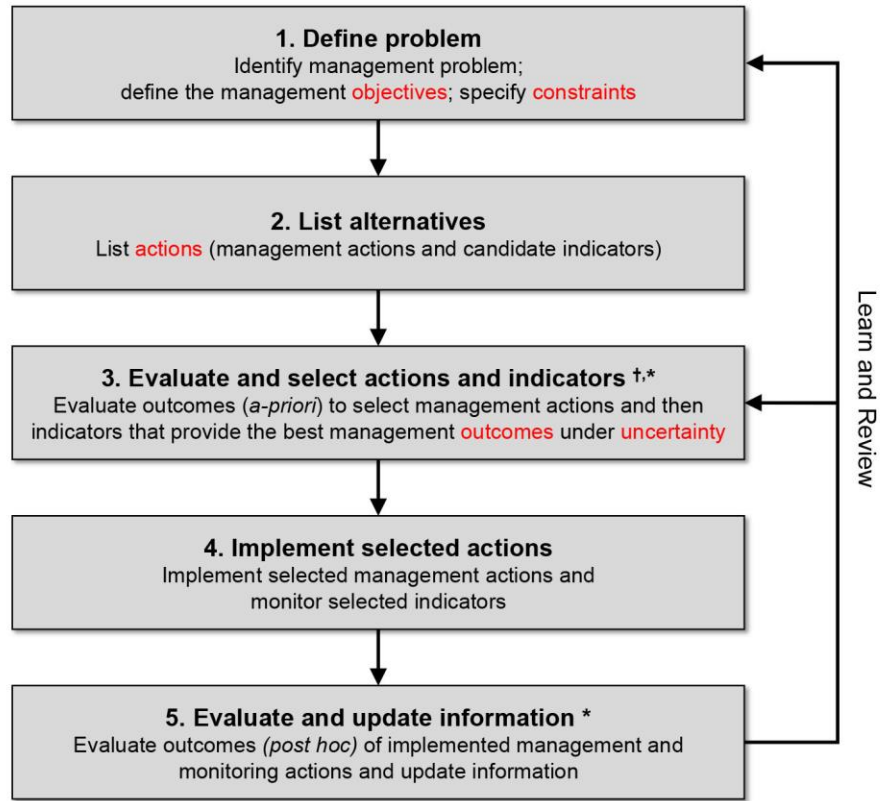 1. Define problem
Identify management problem;
define the management objectives; specify constraints
2. List alternatives
List actions (management actions and candidate indicators)
3. Evaluate and select actions and indicators †,*
Evaluate outcomes (a-priori) to select management actions and then
indicators that provide the best management outcomes under uncertainty
4. Implement selected actions
Implement selected management actions and
monitor selected indicators
5. Evaluate and update information *
Evaluate outcomes (post hoc) of implemented management and
monitoring actions and update information
Learn and Review